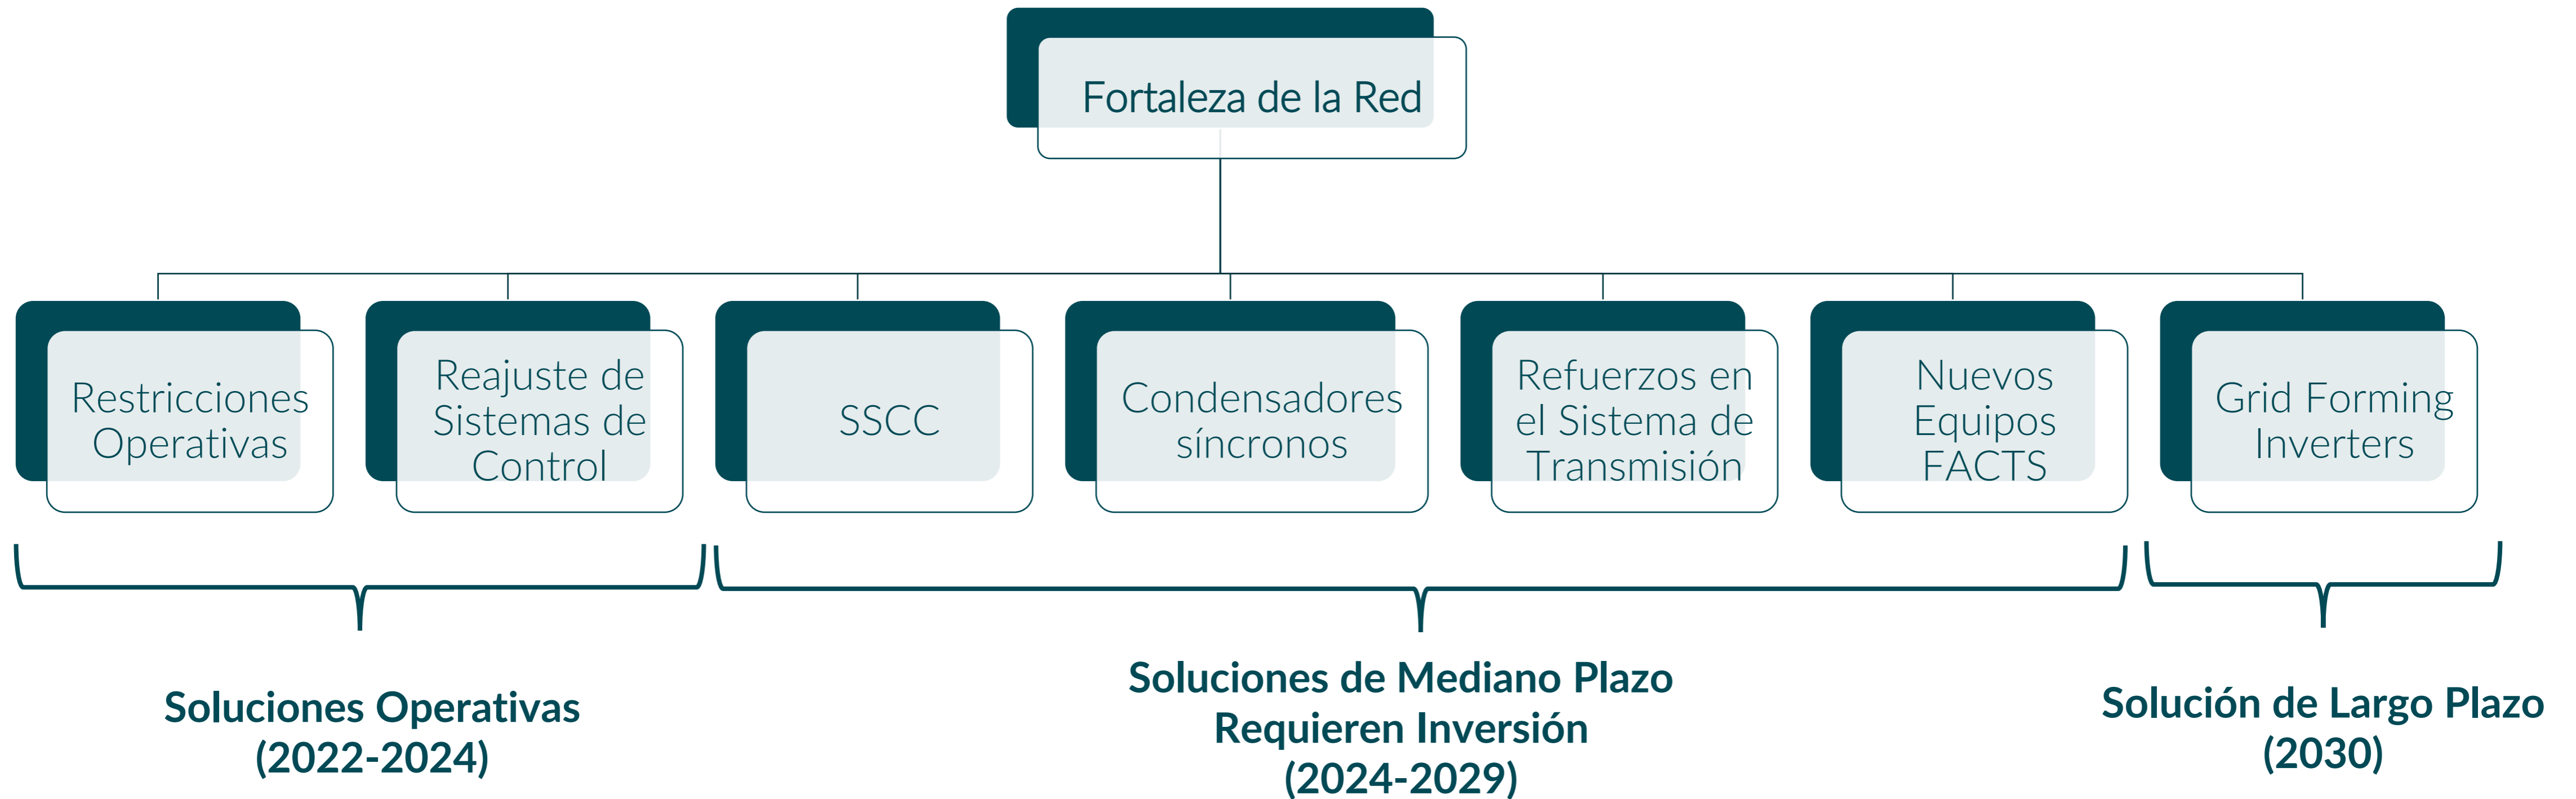 Fortaleza de la Red
Restricciones
Operativas
Reajuste de
Sistemas de
Control
SSCC
Condensadores
síncronos
Refuerzos en
el Sistema de
Transmisión
Nuevos
Equipos
FACTS
Grid Forming
Inverters
Soluciones Operativas
(2022-2024)
Soluciones de Mediano Plazo
Requieren Inversión
(2024-2029)
Solución de Largo Plazo
(2030)